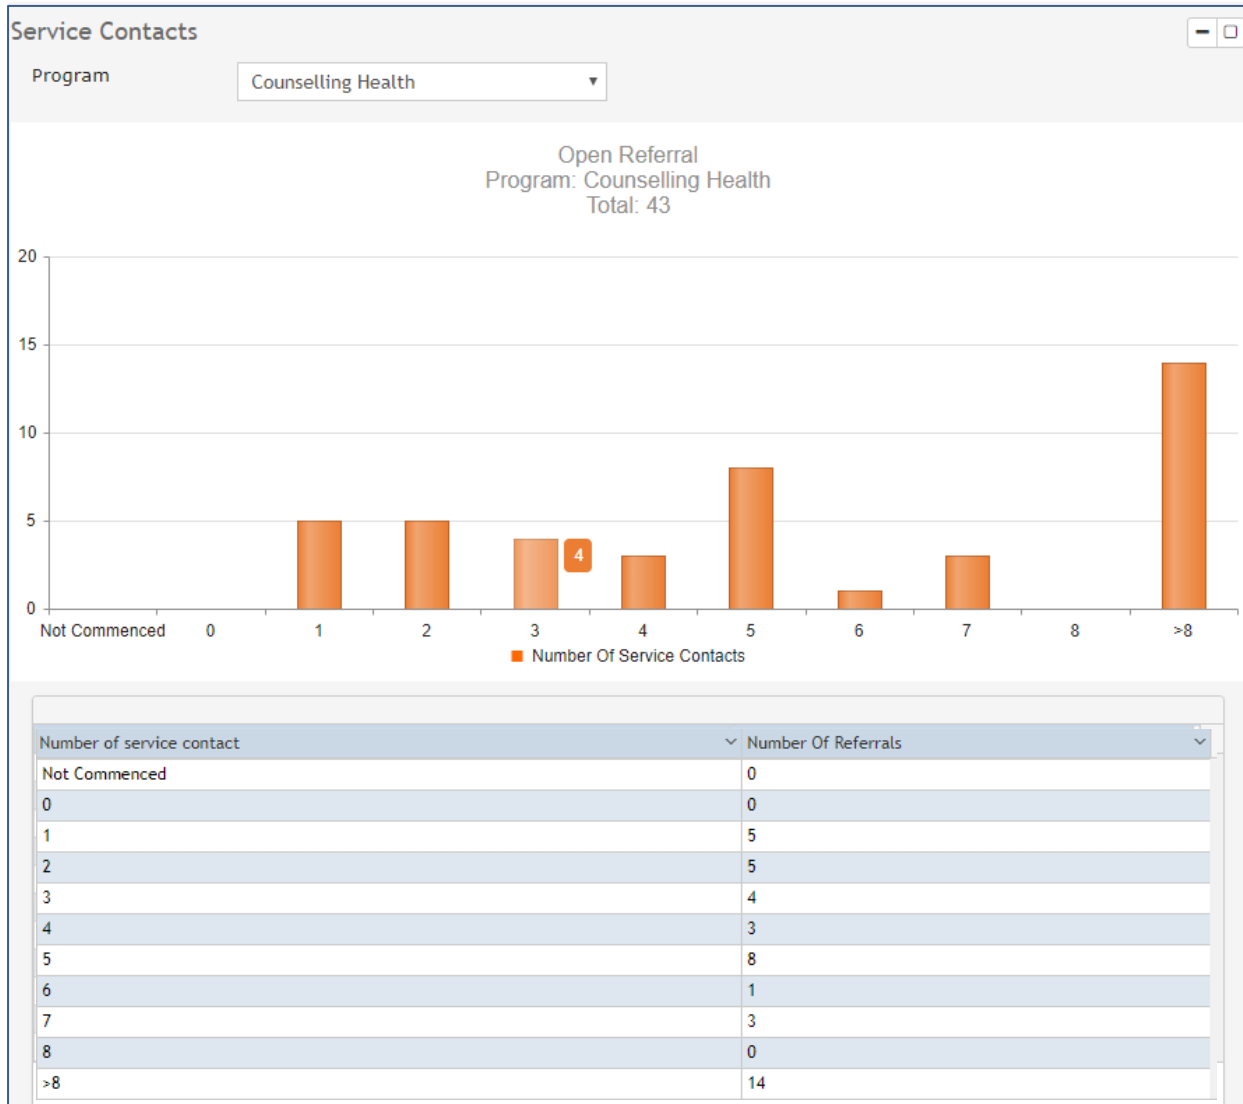 Service Contacts
Program
Counselling Health
Open Referral
Program: Counselling Health
Total: 43
20
15
10
5
0
4
Not Commenced 0 1 2 3 4 5 6 7 8 >8
Number Of Service Contacts
Number of service contact Number Of Referrals
Not Commenced 0
0 0
1 5
2 5
3 4
4 3
5 8
6 1
7 3
8 0
>8 14